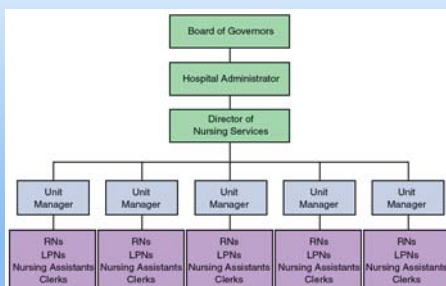 Board of Governors
Hospital Administrator
Director of
Nursing Services
Unit
Manager
Unit
Manager
Unit
Manager
Unit
Manager
Unit
Manager
RNs
LPNs
Nursing Assistants
Clerks
RNs
LPNs
Nursing Assistants
Clerks
RNs
LPNs
Nursing Assistants
Clerks
RNs
LPNs
Nursing Assistants
Clerks
RNs
LPNs
Nursing Assistants
Clerks